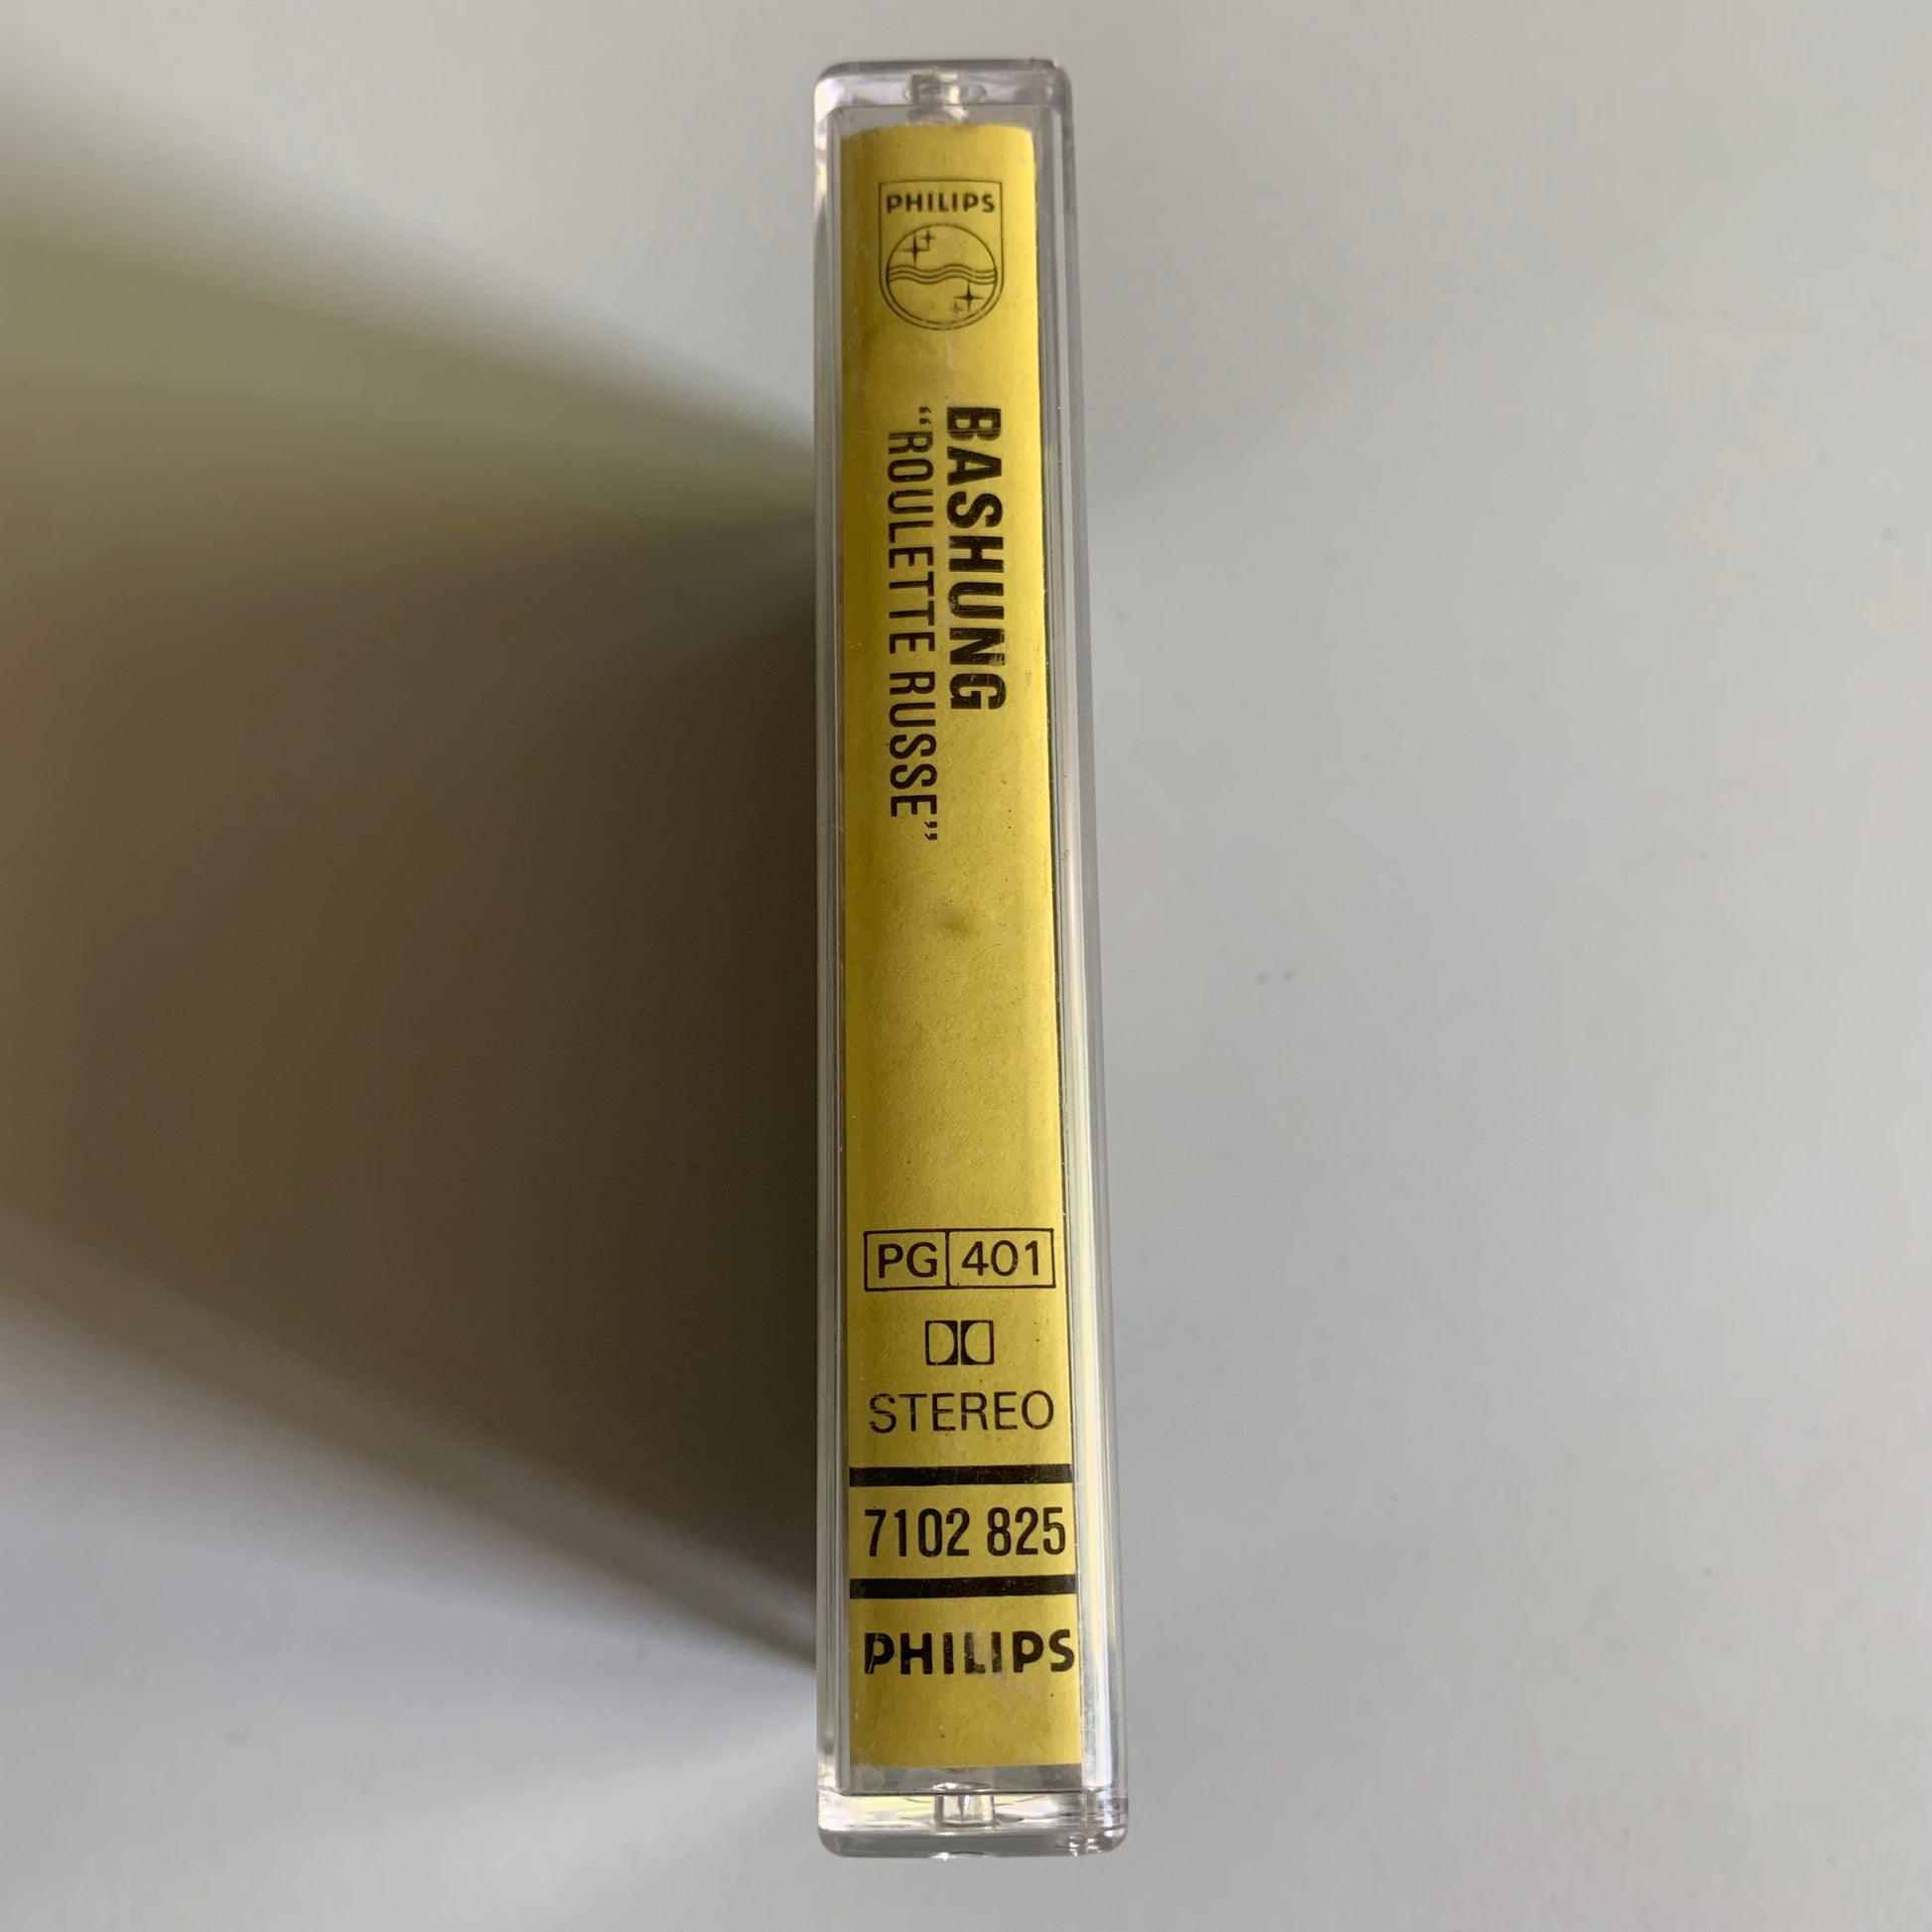 PHILIPS
BASHUNG
“ROULETTE RUSSE”
PG 401
STEREO
7102 825
PHILIPS